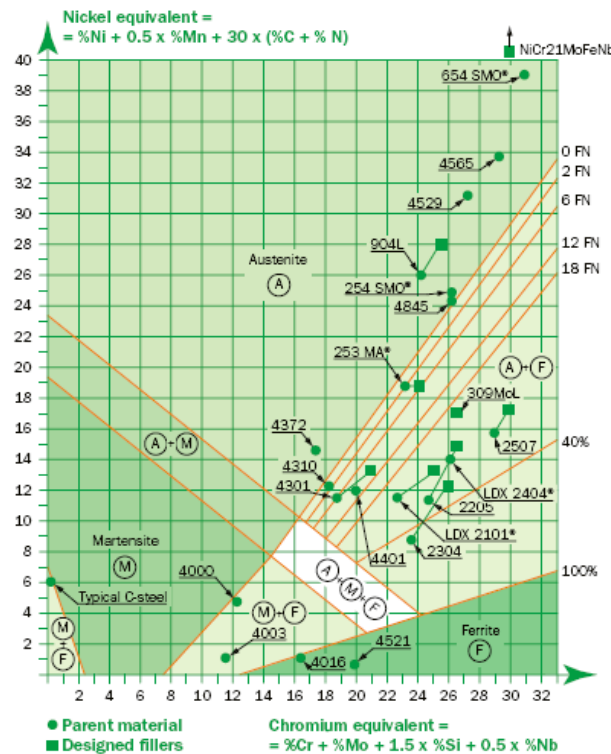 Nickel equivalent =
= %Ni + 0.5 x %Mn + 30 x (%C + % N)
NiCr21MoFeNb
40
38
36
34
32
30
28
26
24
22
20
18
16
14
12
10
8
6
4
2
654 SMO®
4565
4529
904L
254 SMO®
4845
253 MA®
0 FN
2 FN
6 FN
12 FN
18 FN
Austenite
A
A+F
309MoL
4372
4310
4301
A+M
2507
40%
LDX 2404®
2205
LDX 2101®
4401
2304
Martensite
M
4000
A+M+F
100%
Typical C-steel
M+F
M+F
4003
4016
4521
Ferrite
F
2 4 6 8 10 12 14 16 18 20 22 24 26 28 30 32
Parent material
Designed fillers
Chromium equivalent =
= %Cr + %Mo + 1.5 x %Si + 0.5 x %Nb